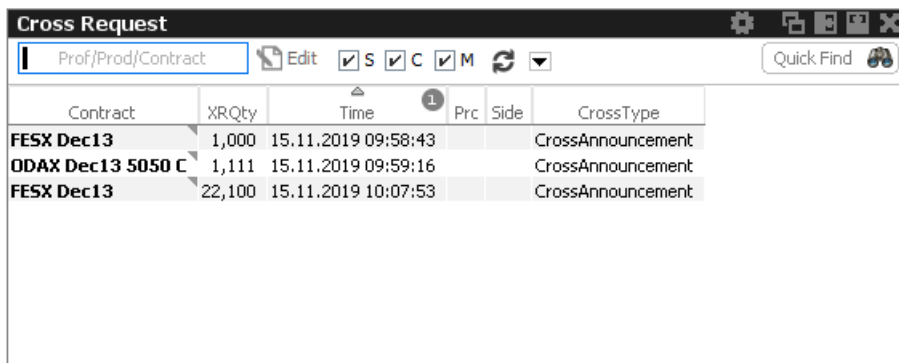 Cross Request
Prof/Prod/Contract Edit S C M Quick Find
Contract XRQty Time 1 Prc Side CrossType
FESX Dec13 1,000 15.11.2019 09:58:43 CrossAnnouncement
ODAX Dec13 5050 C 1,111 15.11.2019 09:59:16 CrossAnnouncement
FESX Dec13 22,100 15.11.2019 10:07:53 CrossAnnouncement